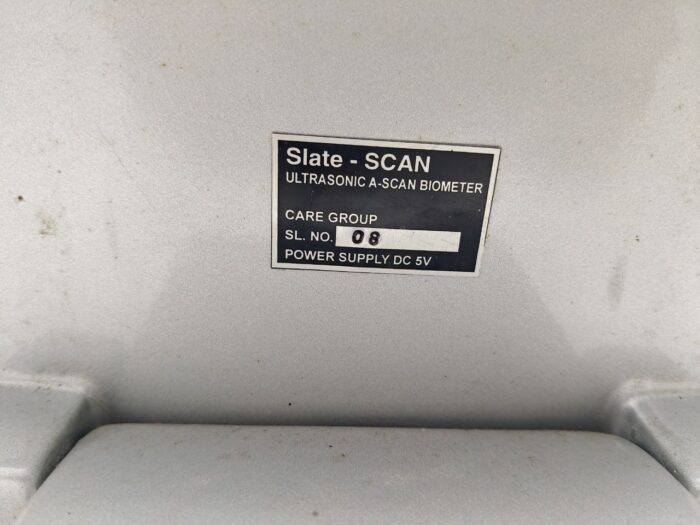 Slate - SCAN
ULTRASONIC A-SCAN BIOMETER
CARE GROUP
SL. NO. 08
POWER SUPPLY DC 5V